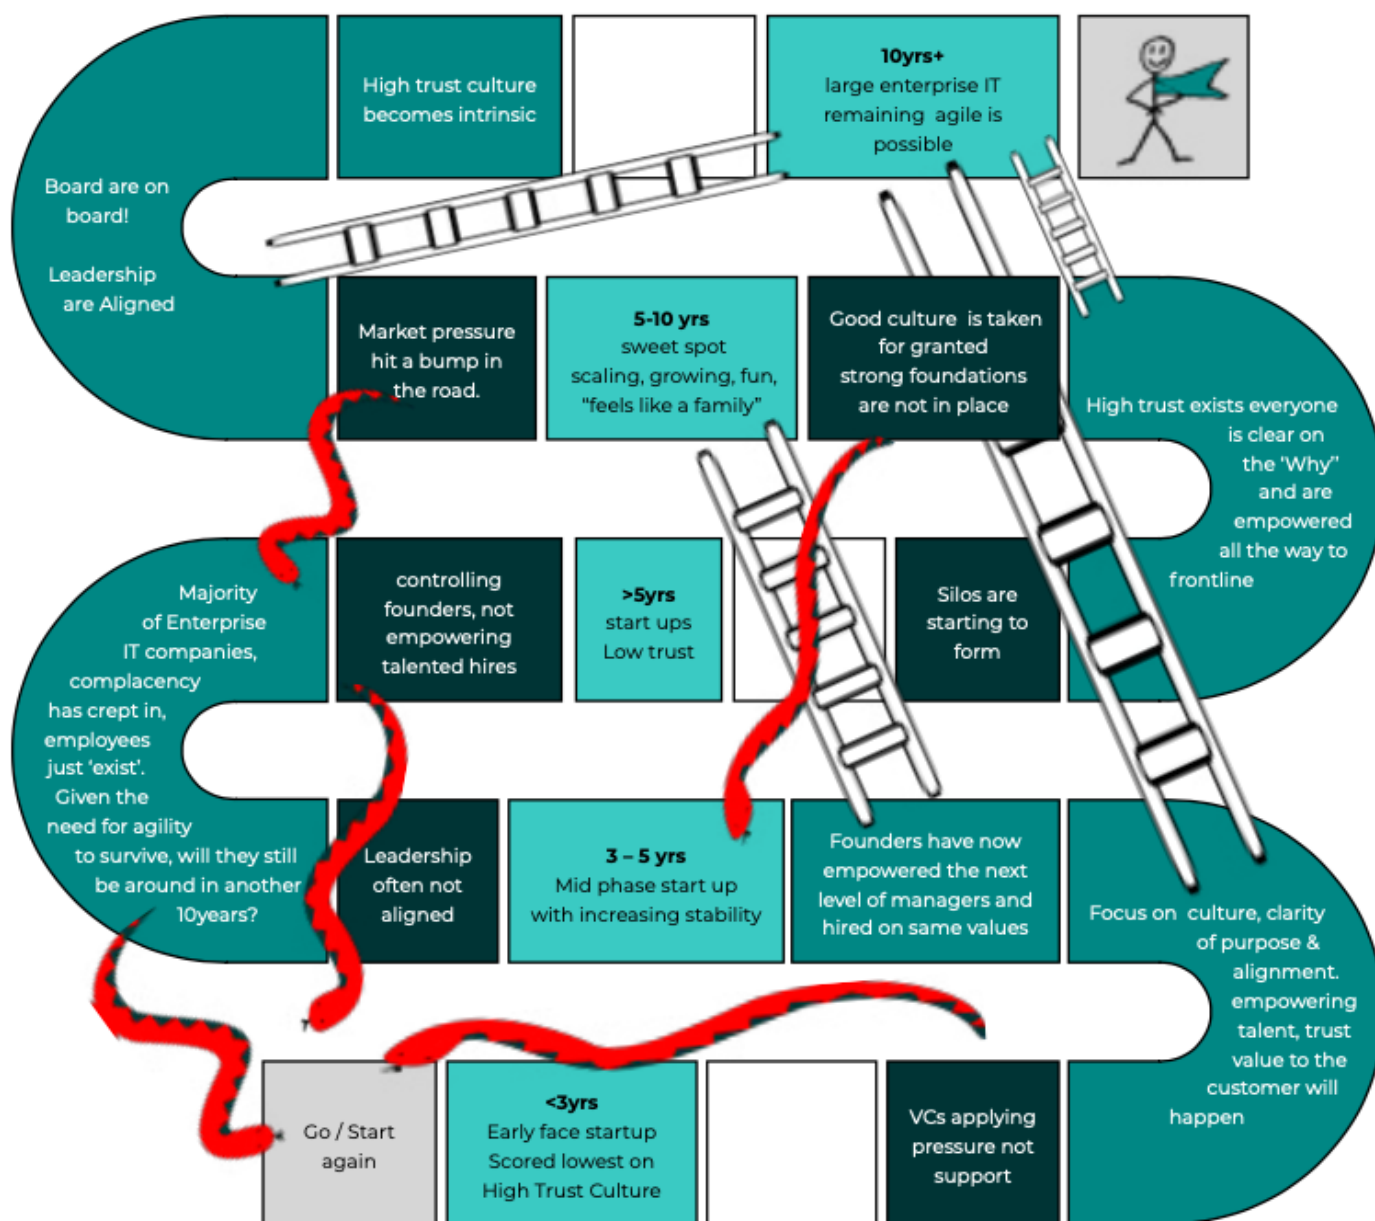 High trust culture
becomes intrinsic
10yrs+
large enterprise IT
remaining agile is
possible
Board are on
board!
Leadership
are Aligned
Market pressure
hit a bump in
the road.
5-10 yrs
sweet spot
scaling, growing, fun,
"feels like a family"
Good culture is taken
for granted
strong foundations
are not in place
High trust exists everyone
is clear on
the 'Why"
and are
empowered
all the way to
frontline
Majority
of Enterprise
IT companies,
complacency
has crept in,
employees
just 'exist'.
Given the
need for agility
to survive, will they still
be around in another
10years?
controlling
founders, not
empowering
talented hires
>5yrs
start ups
Low trust
Silos are
starting to
form
Leadership
often not
aligned
3 – 5 yrs
Mid phase start up
with increasing stability
Founders have now
empowered the next
level of managers and
hired on same values
Focus on culture, clarity
of purpose &
alignment.
empowering
talent, trust
value to the
customer will
happen
Go / Start
again
<3yrs
Early face startup
Scored lowest on
High Trust Culture
VCs applying
pressure not
support